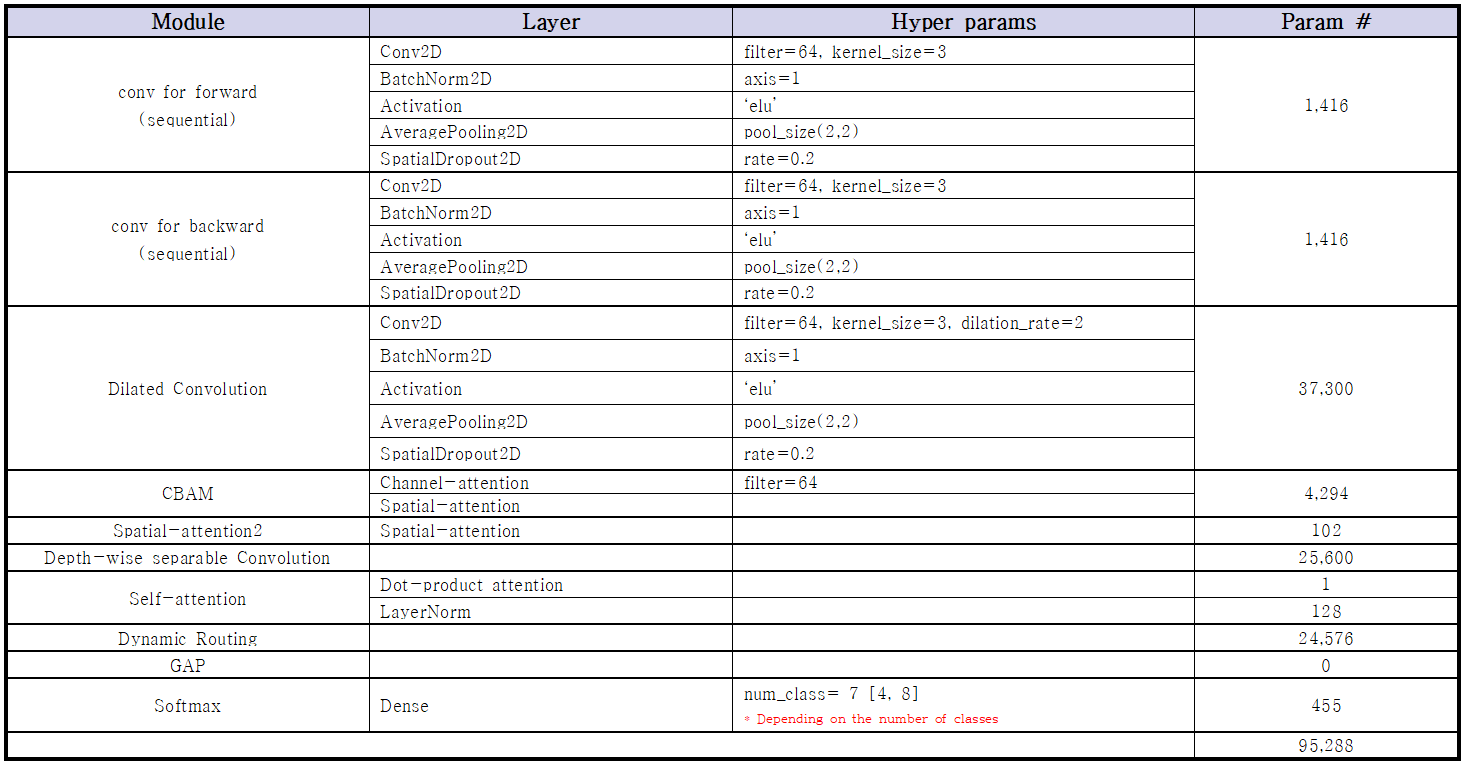 Module Layer Hyper params Param #
conv for forward
(sequential)
Conv2D filter=64, kernel_size=3
BatchNorm2D axis=1
Activation ‘elu’
AveragePooling2D pool_size(2,2)
SpatialDropout2D rate=0.2
1,416
conv for backward
(sequential)
Conv2D filter=64, kernel_size=3
BatchNorm2D axis=1
Activation ‘elu’
AveragePooling2D pool_size(2,2)
SpatialDropout2D rate=0.2
1,416
Dilated Convolution
Conv2D filter=64, kernel_size=3, dilation_rate=2
BatchNorm2D axis=1
Activation ‘elu’
AveragePooling2D pool_size(2,2)
SpatialDropout2D rate=0.2
37,300
CBAM
Channel-attention filter=64
Spatial-attention
4,294
Spatial-attention2 Spatial-attention 102
Depth-wise separable Convolution 25,600
Self-attention
Dot-product attention 1
LayerNorm 128
Dynamic Routing 24,576
GAP 0
Softmax Dense
num_class= 7 [4, 8]
* Depending on the number of classes
455
95,288